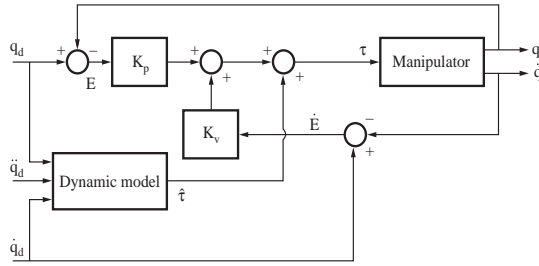 q_d + − K_p + + + + τ Manipulator q
E q̇
K_v Ė − +
q̈_d Dynamic model τ̂
q̇_d